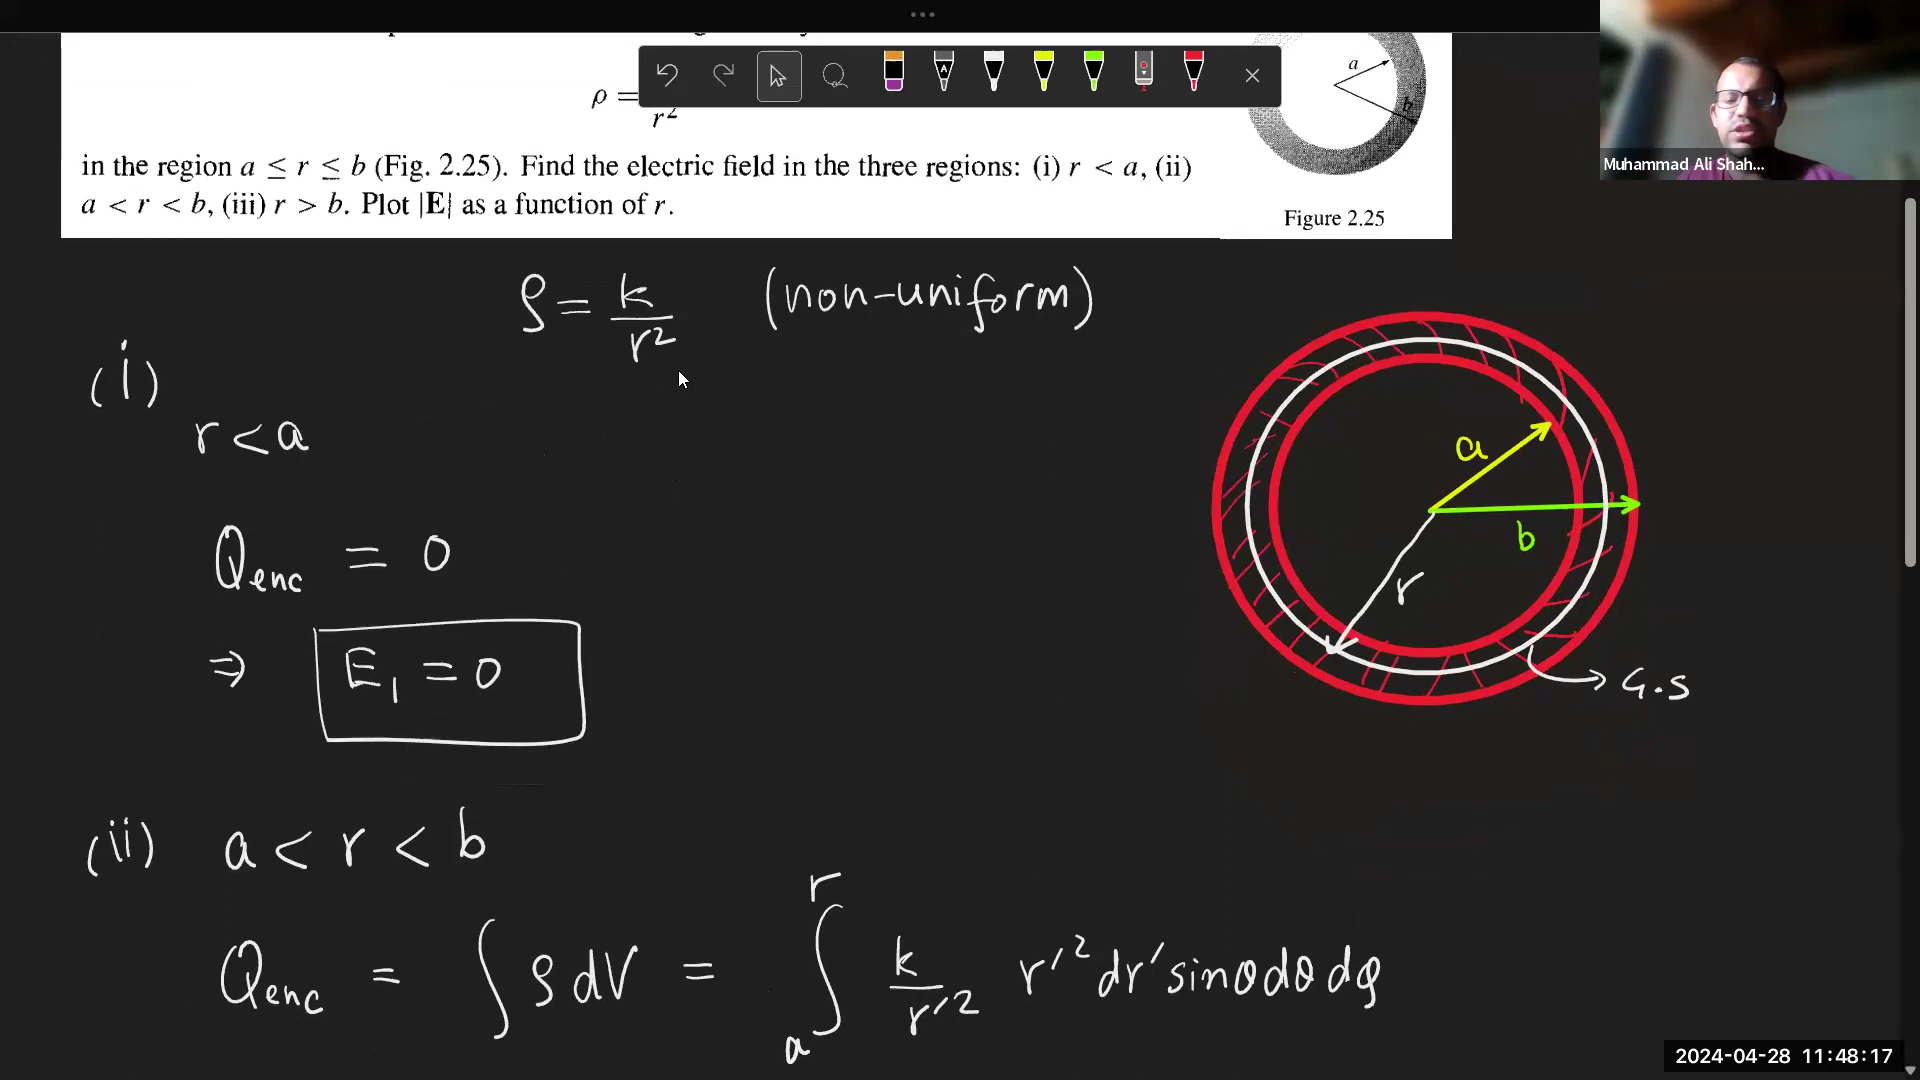 ρ =
r²
in the region a ≤ r ≤ b (Fig. 2.25). Find the electric field in the three regions: (i) r < a, (ii)
a < r < b, (iii) r > b. Plot |E| as a function of r.
a
b
Figure 2.25
Muhammad Ali Shah...
ρ = k/r² (non-uniform)
(i)
r < a
Qenc = 0
⇒ E₁ = 0
a
b
r
→ G.S
(ii) a < r < b
Qenc = ∫ ρ dV = ∫ₐʳ k/r′² r′² dr′ sinθ dθ dφ
2024-04-28 11:48:17